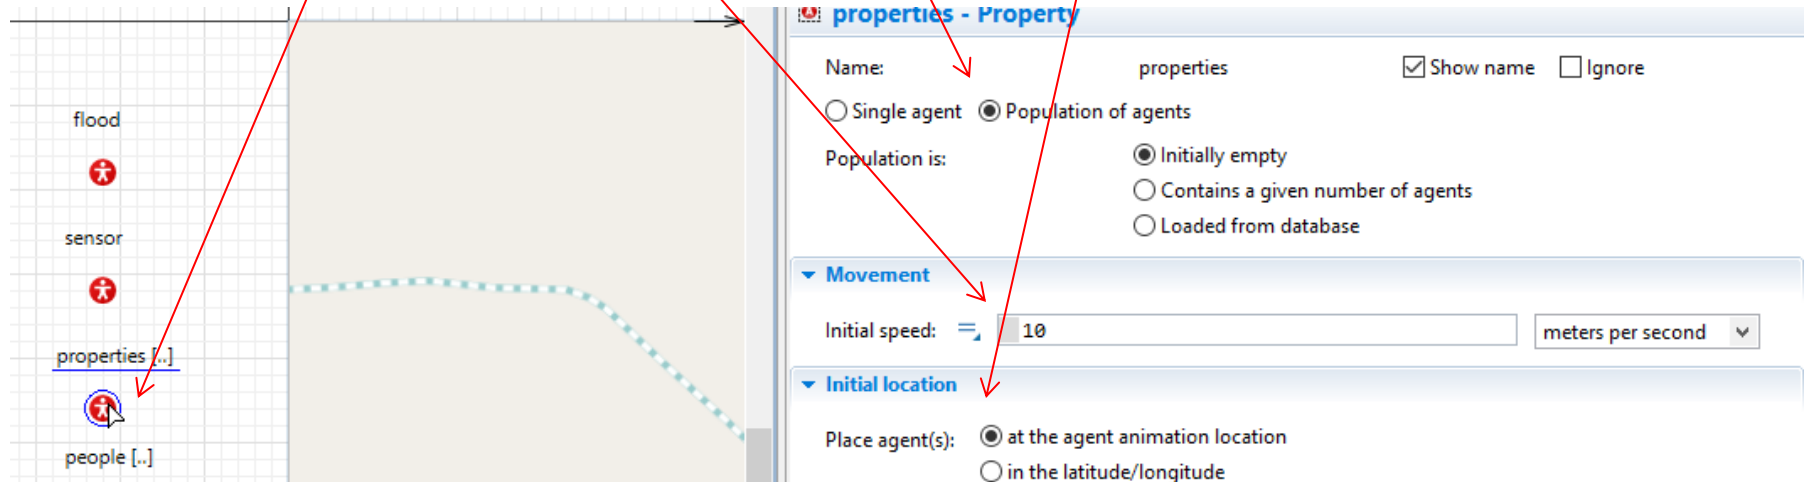 flood
sensor
properties [..]
people [..]
properties - Property
Name: properties Show name Ignore
Single agent Population of agents
Population is: Initially empty
Contains a given number of agents
Loaded from database
Movement
Initial speed: 10 meters per second
Initial location
Place agent(s): at the agent animation location
in the latitude/longitude